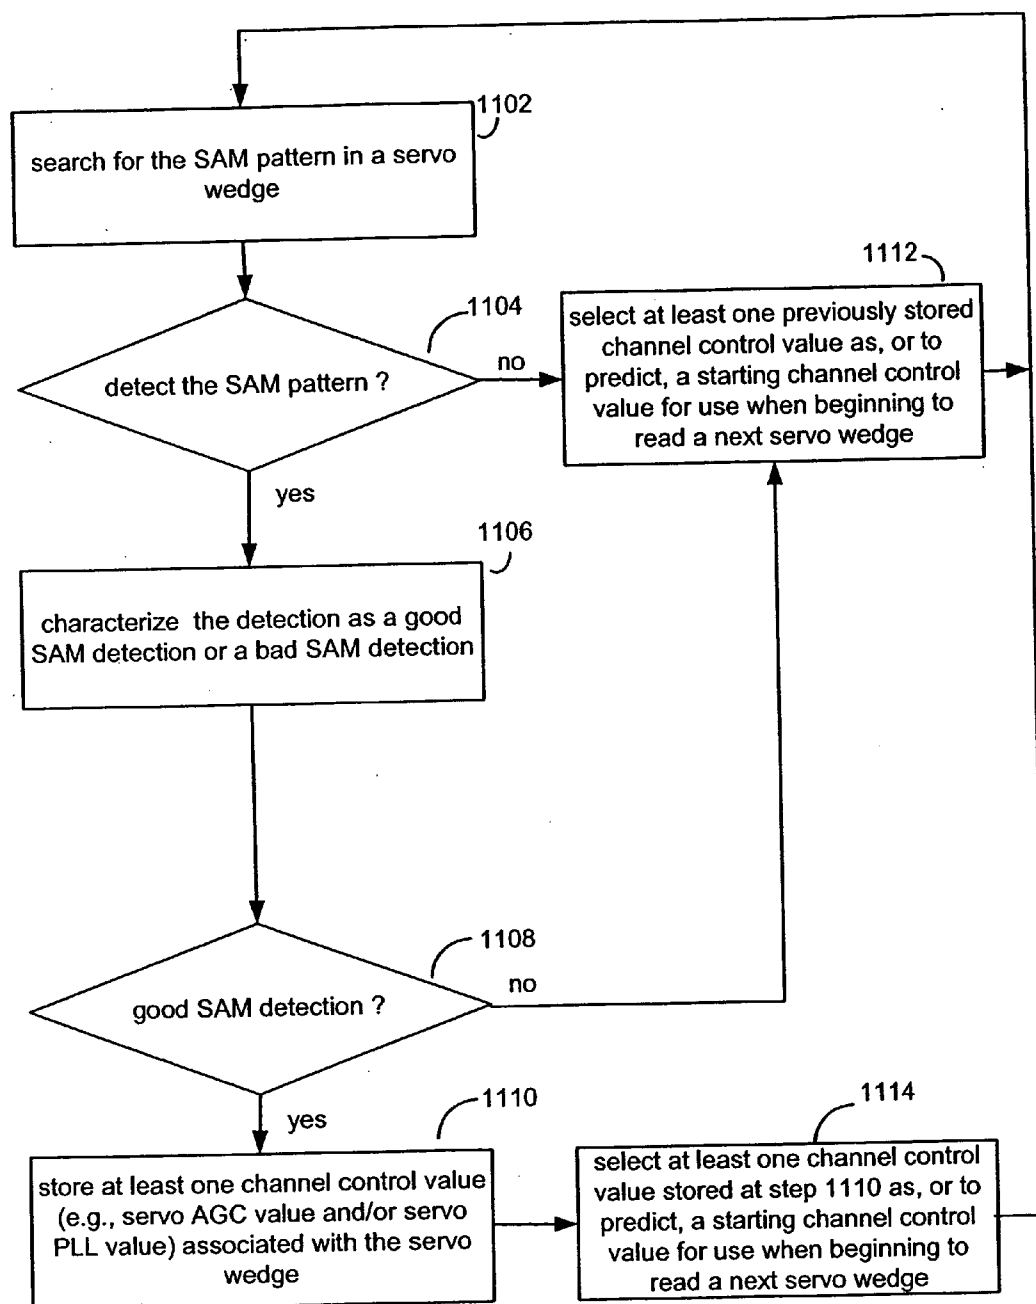 1102
search for the SAM pattern in a servo
wedge
1104
detect the SAM pattern ?
no
yes
1112
select at least one previously stored
channel control value as, or to
predict, a starting channel control
value for use when beginning to
read a next servo wedge
1106
characterize the detection as a good
SAM detection or a bad SAM detection
1108
good SAM detection ?
no
yes
1110
store at least one channel control value
(e.g., servo AGC value and/or servo
PLL value) associated with the servo
wedge
1114
select at least one channel control
value stored at step 1110 as, or to
predict, a starting channel control
value for use when beginning to
read a next servo wedge